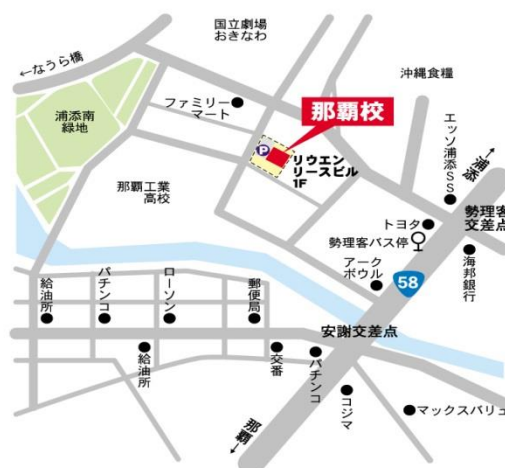 国立劇場
おきなわ
←なうら橋
沖縄食糧
浦添南
緑地
ファミリー
マート
那覇校
P
リウエン
リースビル
1F
エッソ浦添SS
←浦添
那覇工業
高校
トヨタ
勢理客
交差点
勢理客バス停
アーク
ボウル
海邦銀行
58
給油所
パチンコ
ローソン
郵便局
安謝交差点
給油所
交番
パチンコ
コジマ
マックスバリュ
那覇→